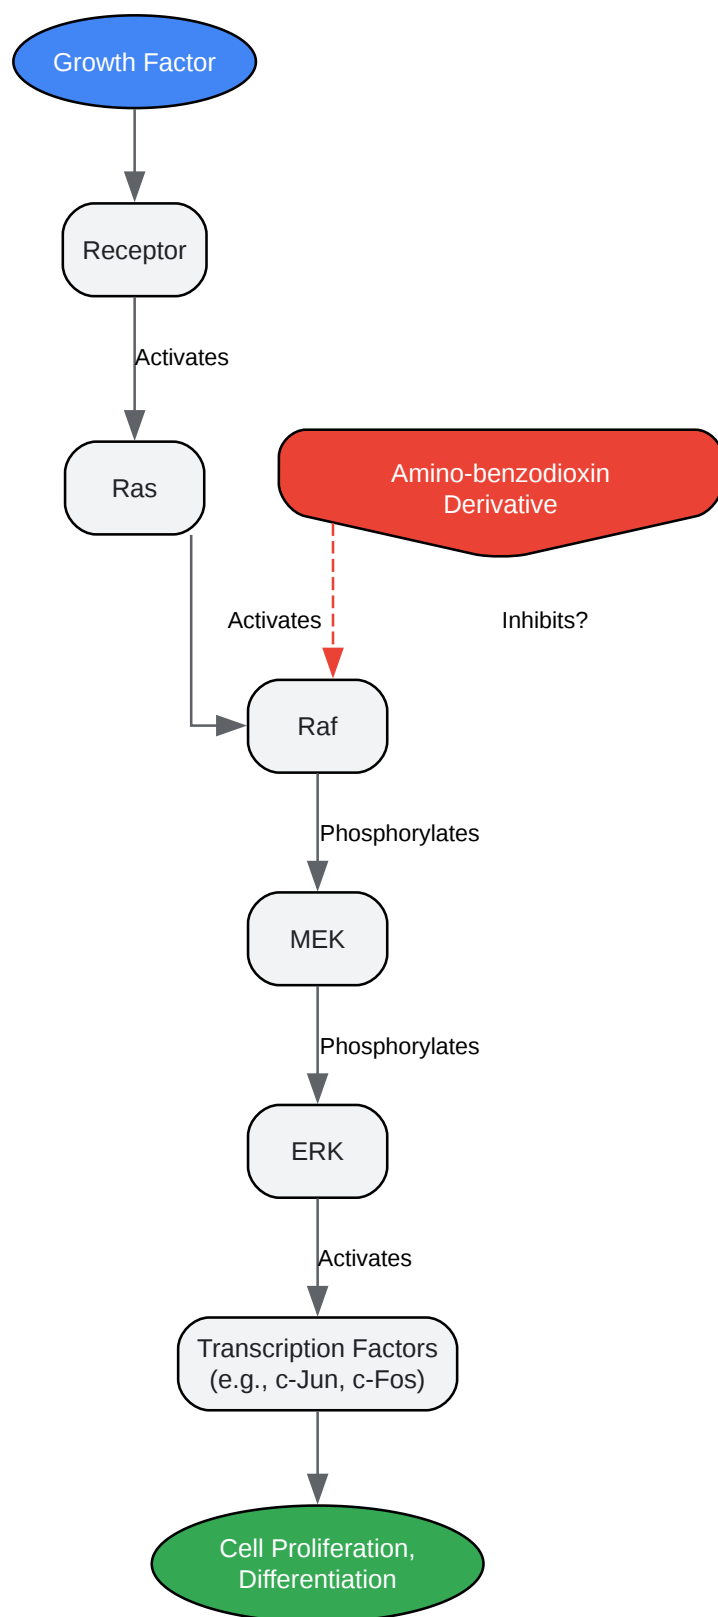 Growth Factor
Receptor
Activates
Ras
Amino-benzodioxin
Derivative
Activates
Inhibits?
Raf
Phosphorylates
MEK
Phosphorylates
ERK
Activates
Transcription Factors
(e.g., c-Jun, c-Fos)
Cell Proliferation,
Differentiation